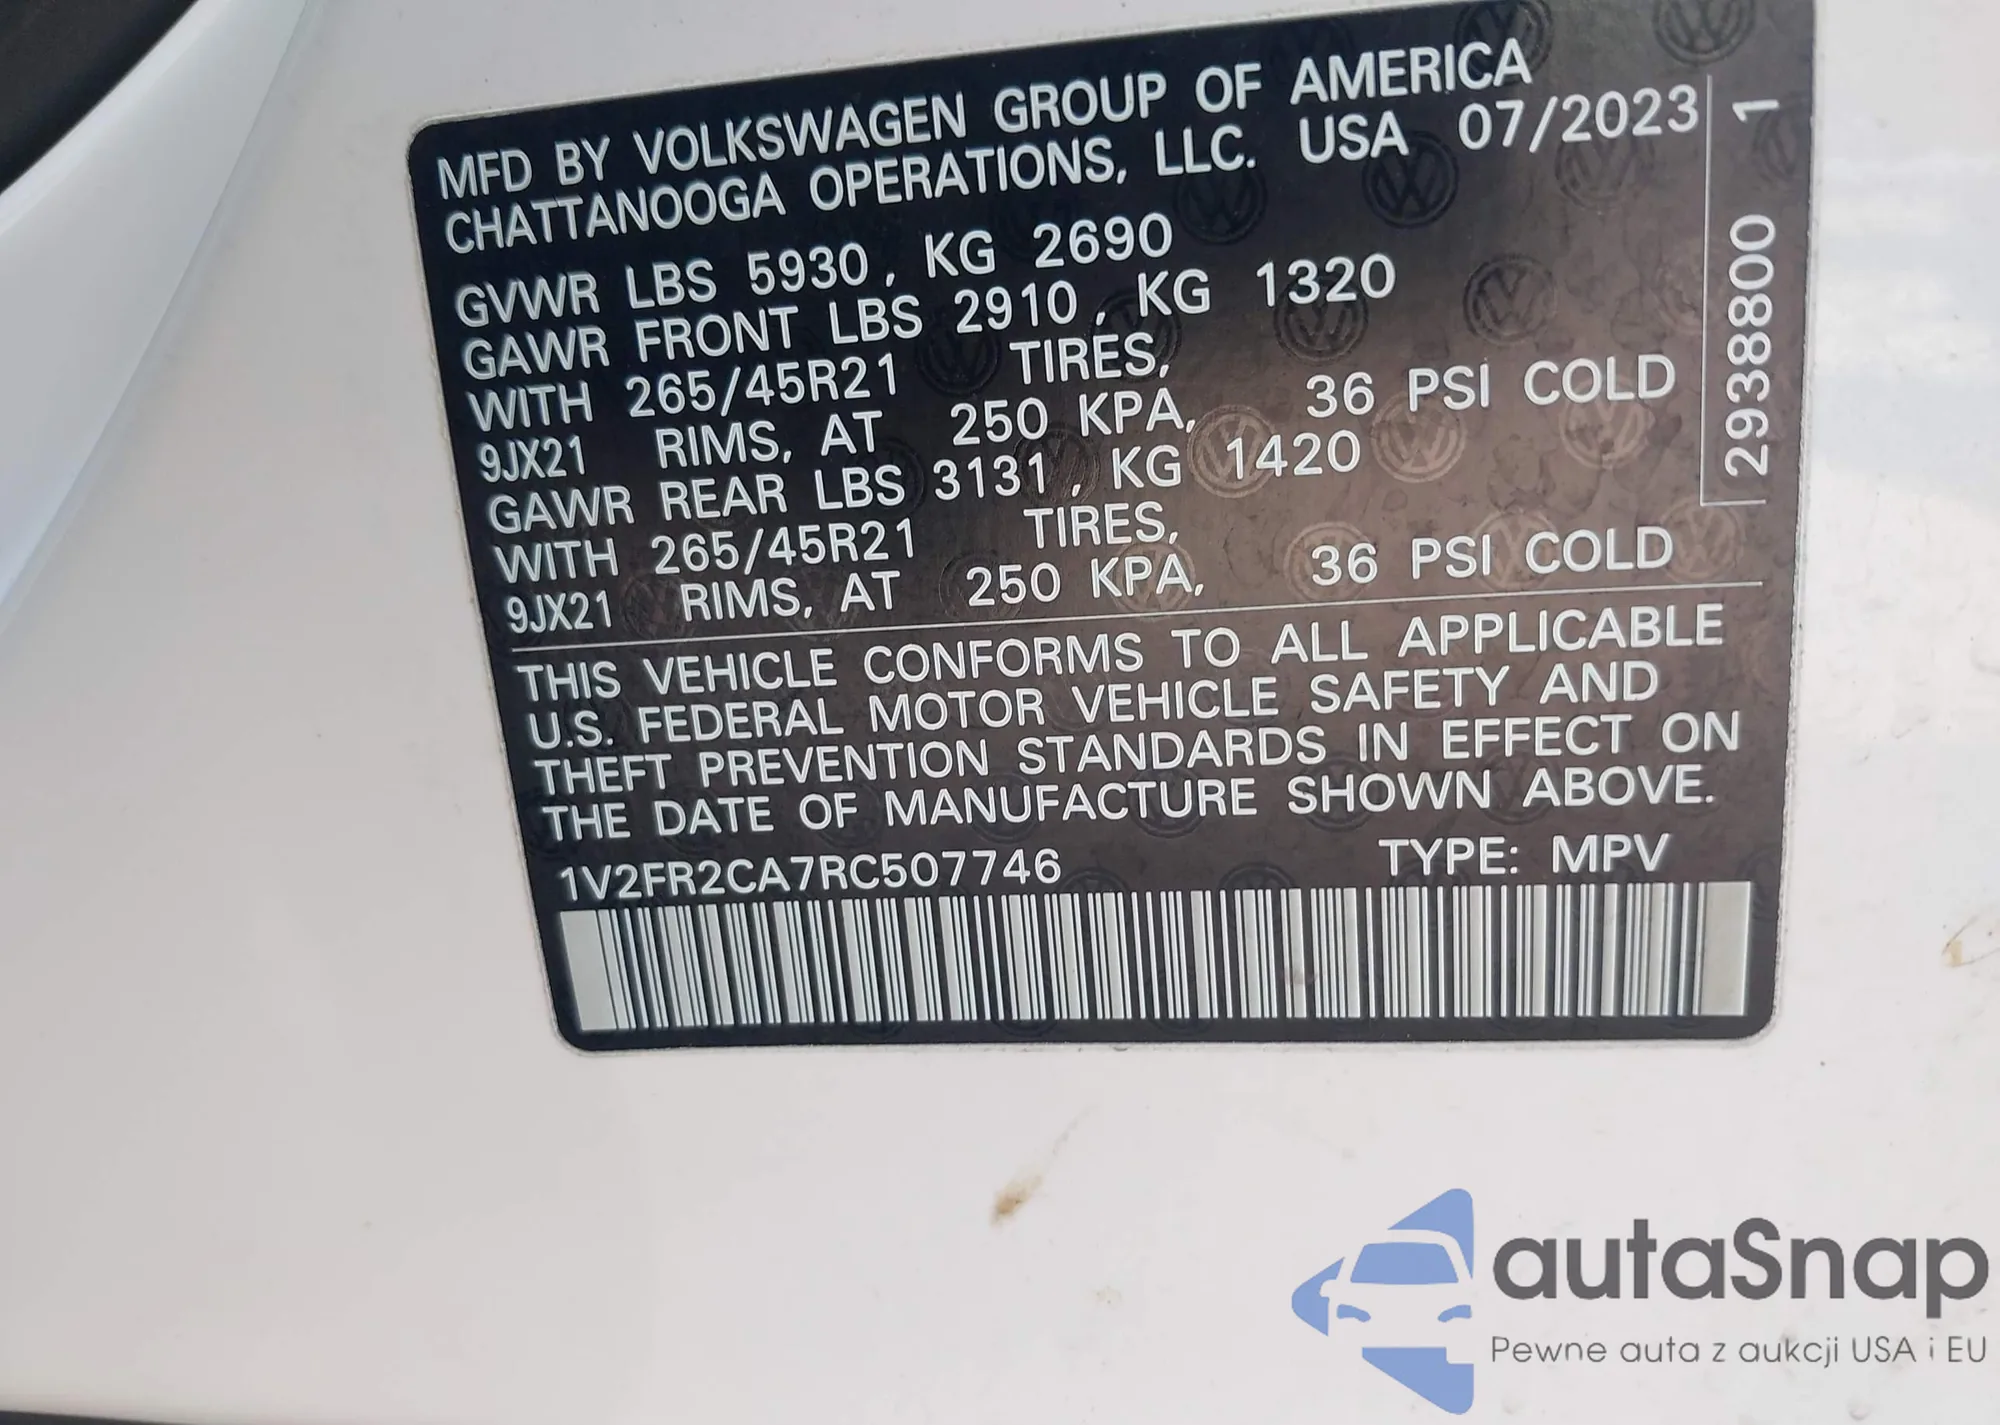 MFD BY VOLKSWAGEN GROUP OF AMERICA
CHATTANOOGA OPERATIONS, LLC. USA 07/2023
GVWR LBS 5930, KG 2690
GAWR FRONT LBS 2910, KG 1320
WITH 265/45R21 TIRES,
9JX21 RIMS, AT 250 KPA, 36 PSI COLD
GAWR REAR LBS 3131, KG 1420
WITH 265/45R21 TIRES,
9JX21 RIMS, AT 250 KPA, 36 PSI COLD
THIS VEHICLE CONFORMS TO ALL APPLICABLE
U.S. FEDERAL MOTOR VEHICLE SAFETY AND
THEFT PREVENTION STANDARDS IN EFFECT ON
THE DATE OF MANUFACTURE SHOWN ABOVE.
1V2FR2CA7RC507746 TYPE: MPV
2938800 1
autaSnap
Pewne auta z aukcji USA i EU